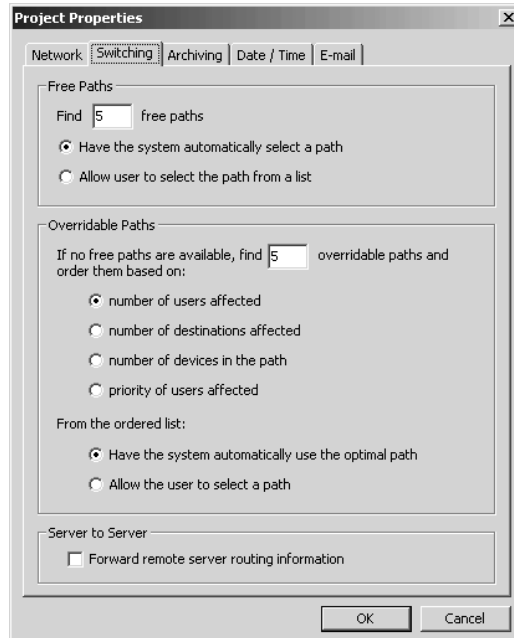 Project Properties
Network Switching Archiving Date / Time E-mail
Free Paths
Find 5 free paths
Have the system automatically select a path
Allow user to select the path from a list
Overridable Paths
If no free paths are available, find 5 overridable paths and
order them based on:
number of users affected
number of destinations affected
number of devices in the path
priority of users affected
From the ordered list:
Have the system automatically use the optimal path
Allow the user to select a path
Server to Server
Forward remote server routing information
OK Cancel